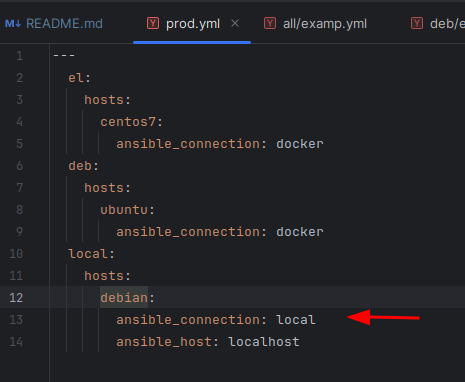 M↓ README.md prod.yml × all/examp.yml deb/e
1 ---
2 el:
3 hosts:
4 centos7:
5 ansible_connection: docker
6 deb:
7 hosts:
8 ubuntu:
9 ansible_connection: docker
10 local:
11 hosts:
12 debian:
13 ansible_connection: local
14 ansible_host: localhost